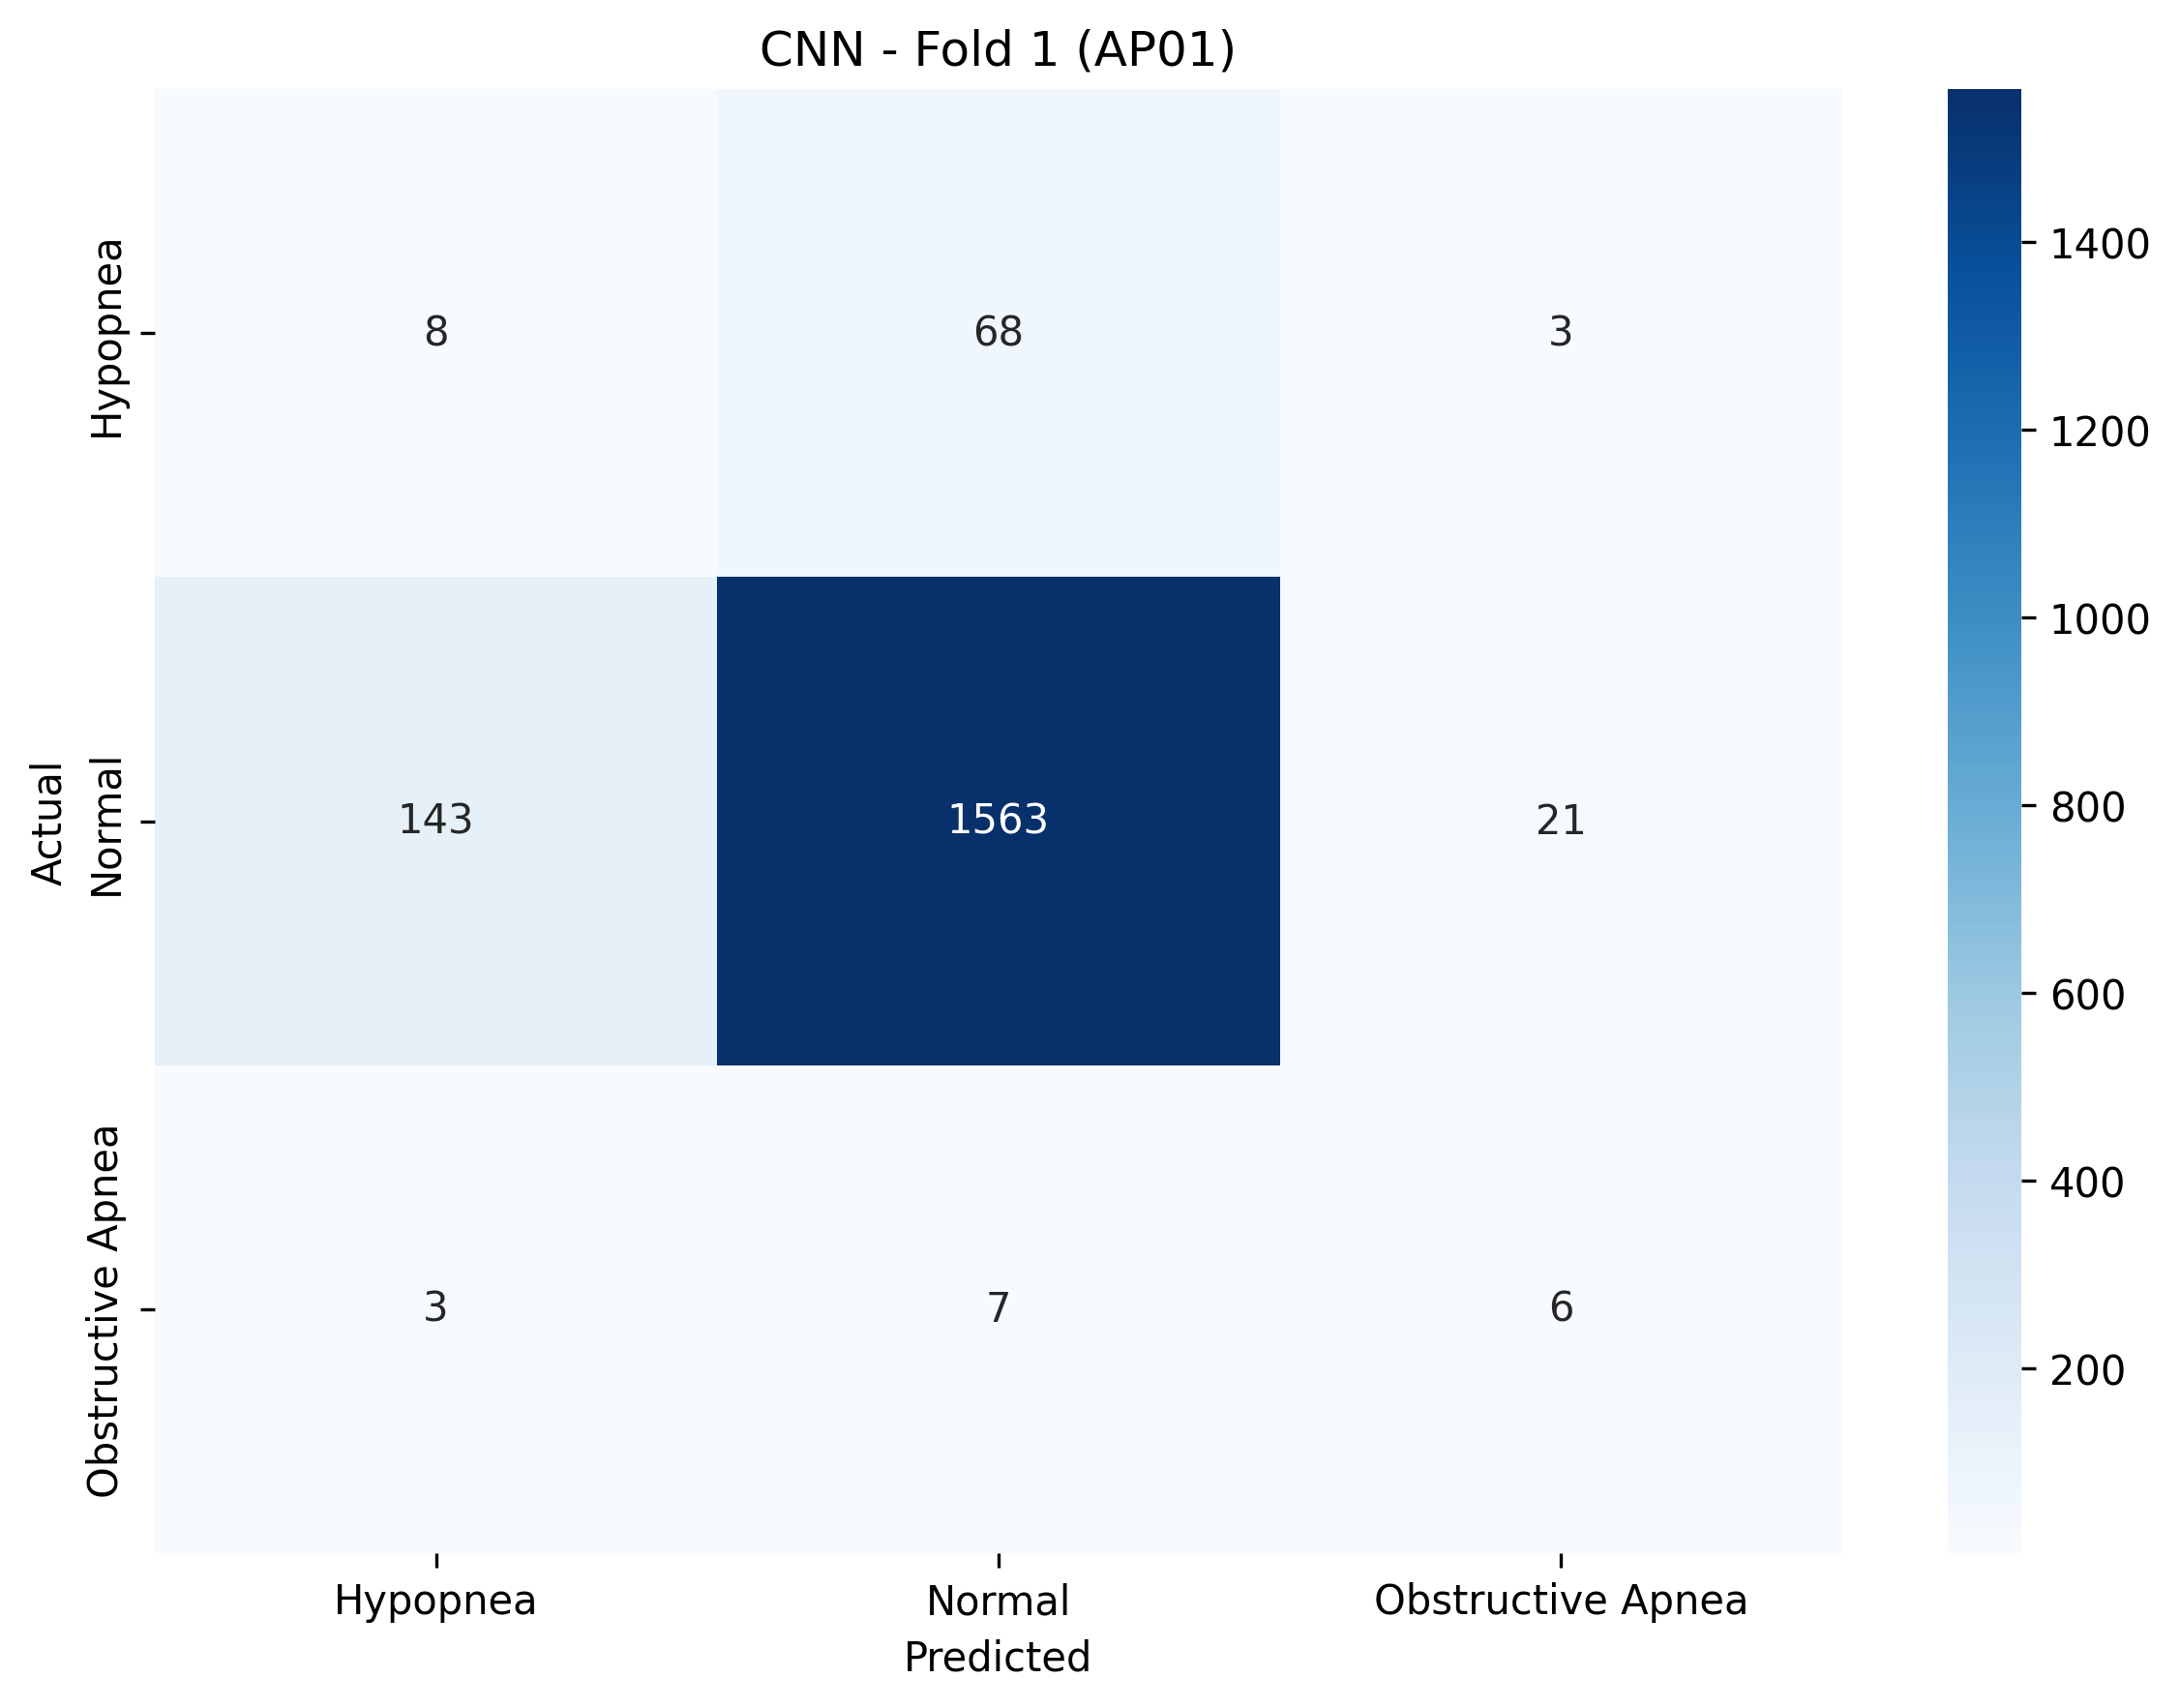 CNN - Fold 1 (AP01)
Actual
Hypopnea
8 68 3
Normal
143 1563 21
Obstructive Apnea
3 7 6
Hypopnea Normal Obstructive Apnea
Predicted
1400
1200
1000
800
600
400
200